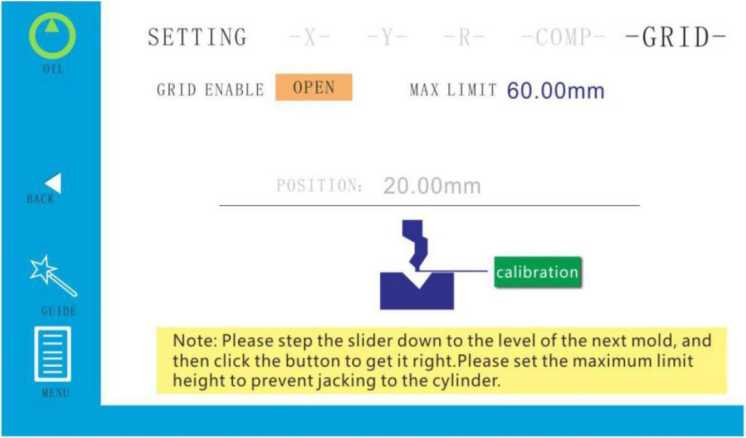 OIL
SETTING -X- -Y- -R- -COMP- -GRID-
GRID ENABLE OPEN MAX LIMIT 60.00mm
BACK
POSITION: 20.00mm
calibration
GUIDE
Note: Please step the slider down to the level of the next mold, and
then click the button to get it right.Please set the maximum limit
height to prevent jacking to the cylinder.
MENU